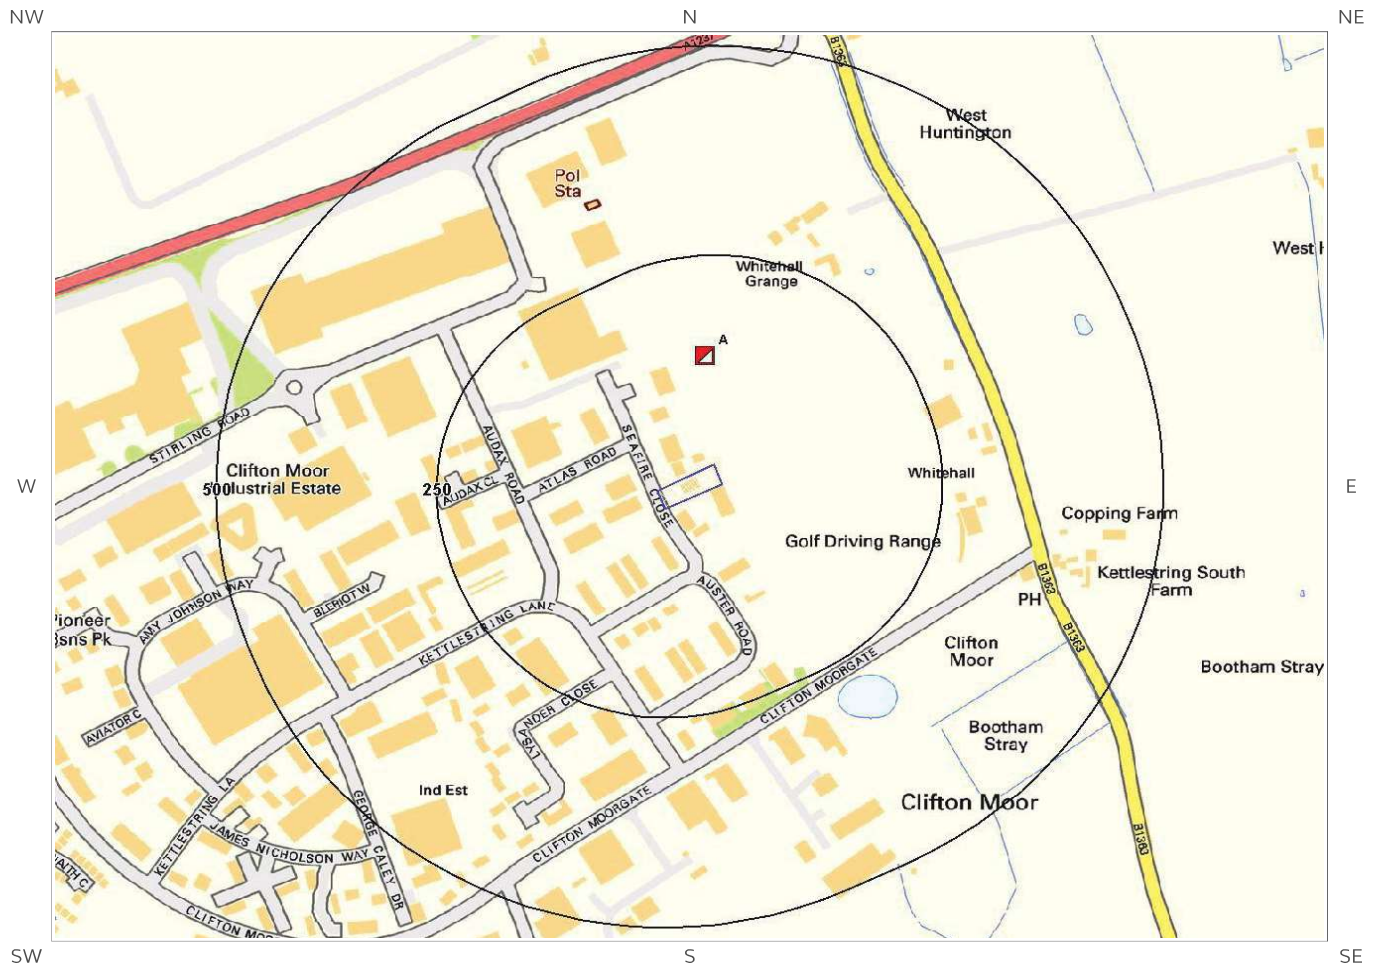 NW
N
NE
A1237
B1363
West
Huntington
Pol
Sta
West H
Whitehall
Grange
A
STIRLING ROAD
AUDAX ROAD
SEAFIRE CLOSE
ATLAS ROAD
Clifton Moor
Industrial Estate
500
250
AUDAX CL
Whitehall
W
E
Copping Farm
Golf Driving Range
Kettlestring South
Farm
B1363
PH
AMY JOHNSON WAY
BLERIOT W
AUSTER ROAD
Pioneer
Bsns Pk
KETTLESTRING LANE
B1363
Clifton
Moor
Bootham Stray
CLIFTON MOORGATE
LYSANDER CLOSE
AVIATOR C
Bootham
Stray
Ind Est
Clifton Moor
KETTLESTRING LA
GEORGE CALEY DR
CLIFTON MOORGATE
JAMES NICHOLSON WAY
B1363
AITH C
CLIFTON MOO
SW
S
SE